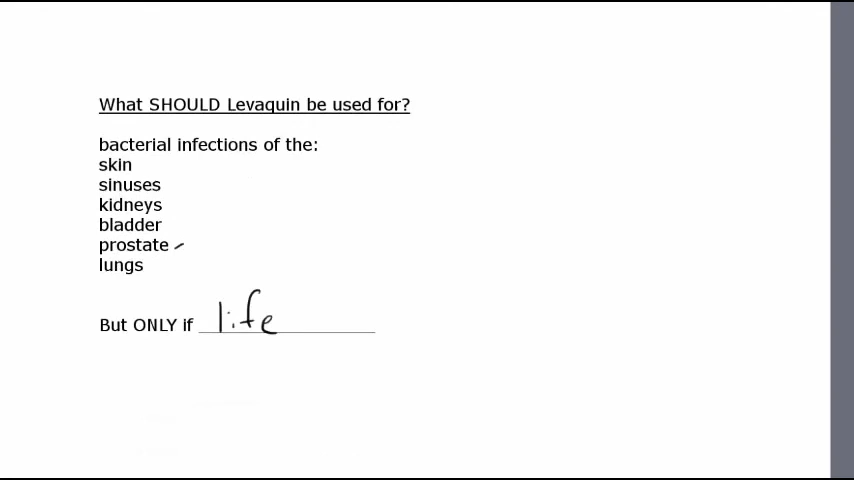 What SHOULD Levaquin be used for?
bacterial infections of the:
skin
sinuses
kidneys
bladder
prostate
lungs
But ONLY if life